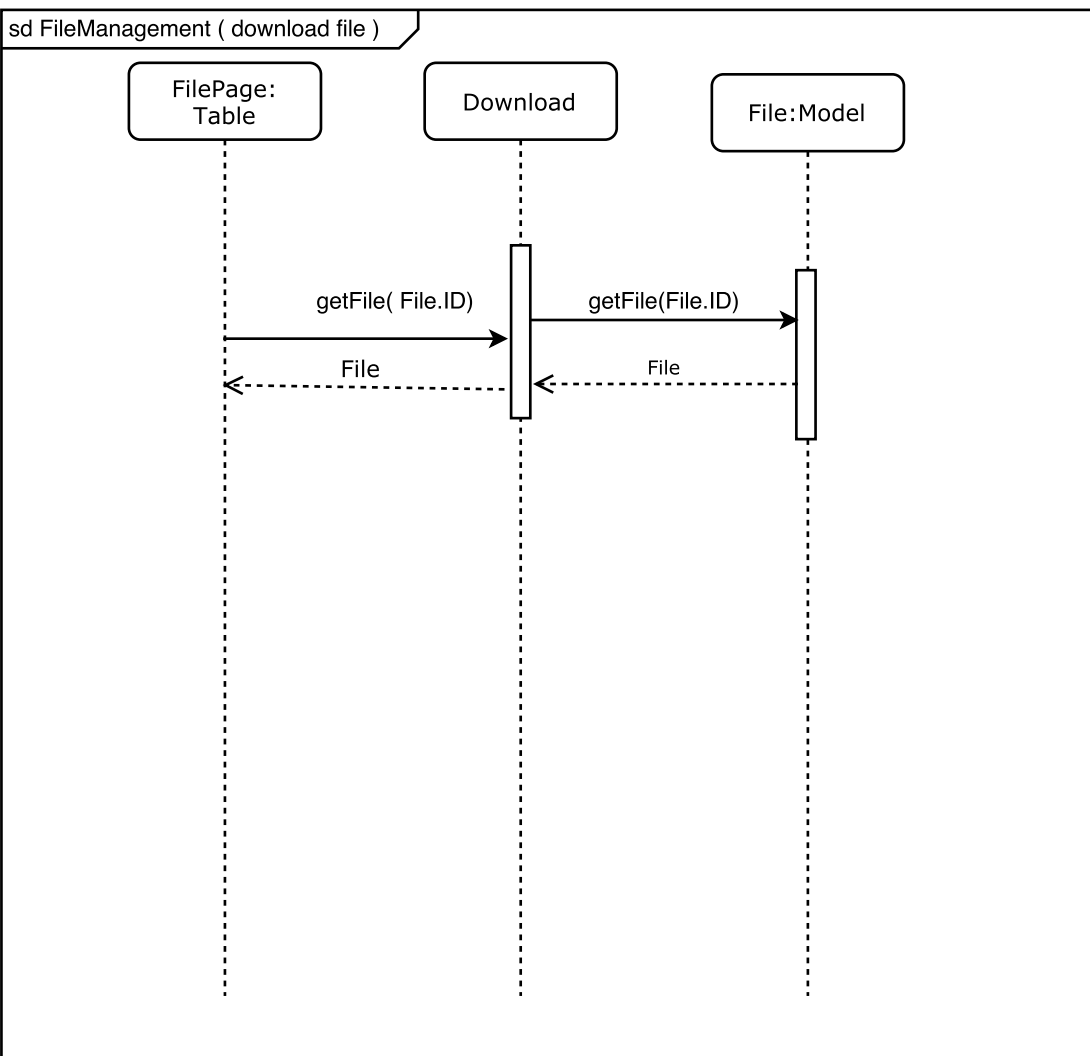 sd FileManagement ( download file )
FilePage:
Table
Download
File:Model
getFile( File.ID)
getFile(File.ID)
File
File